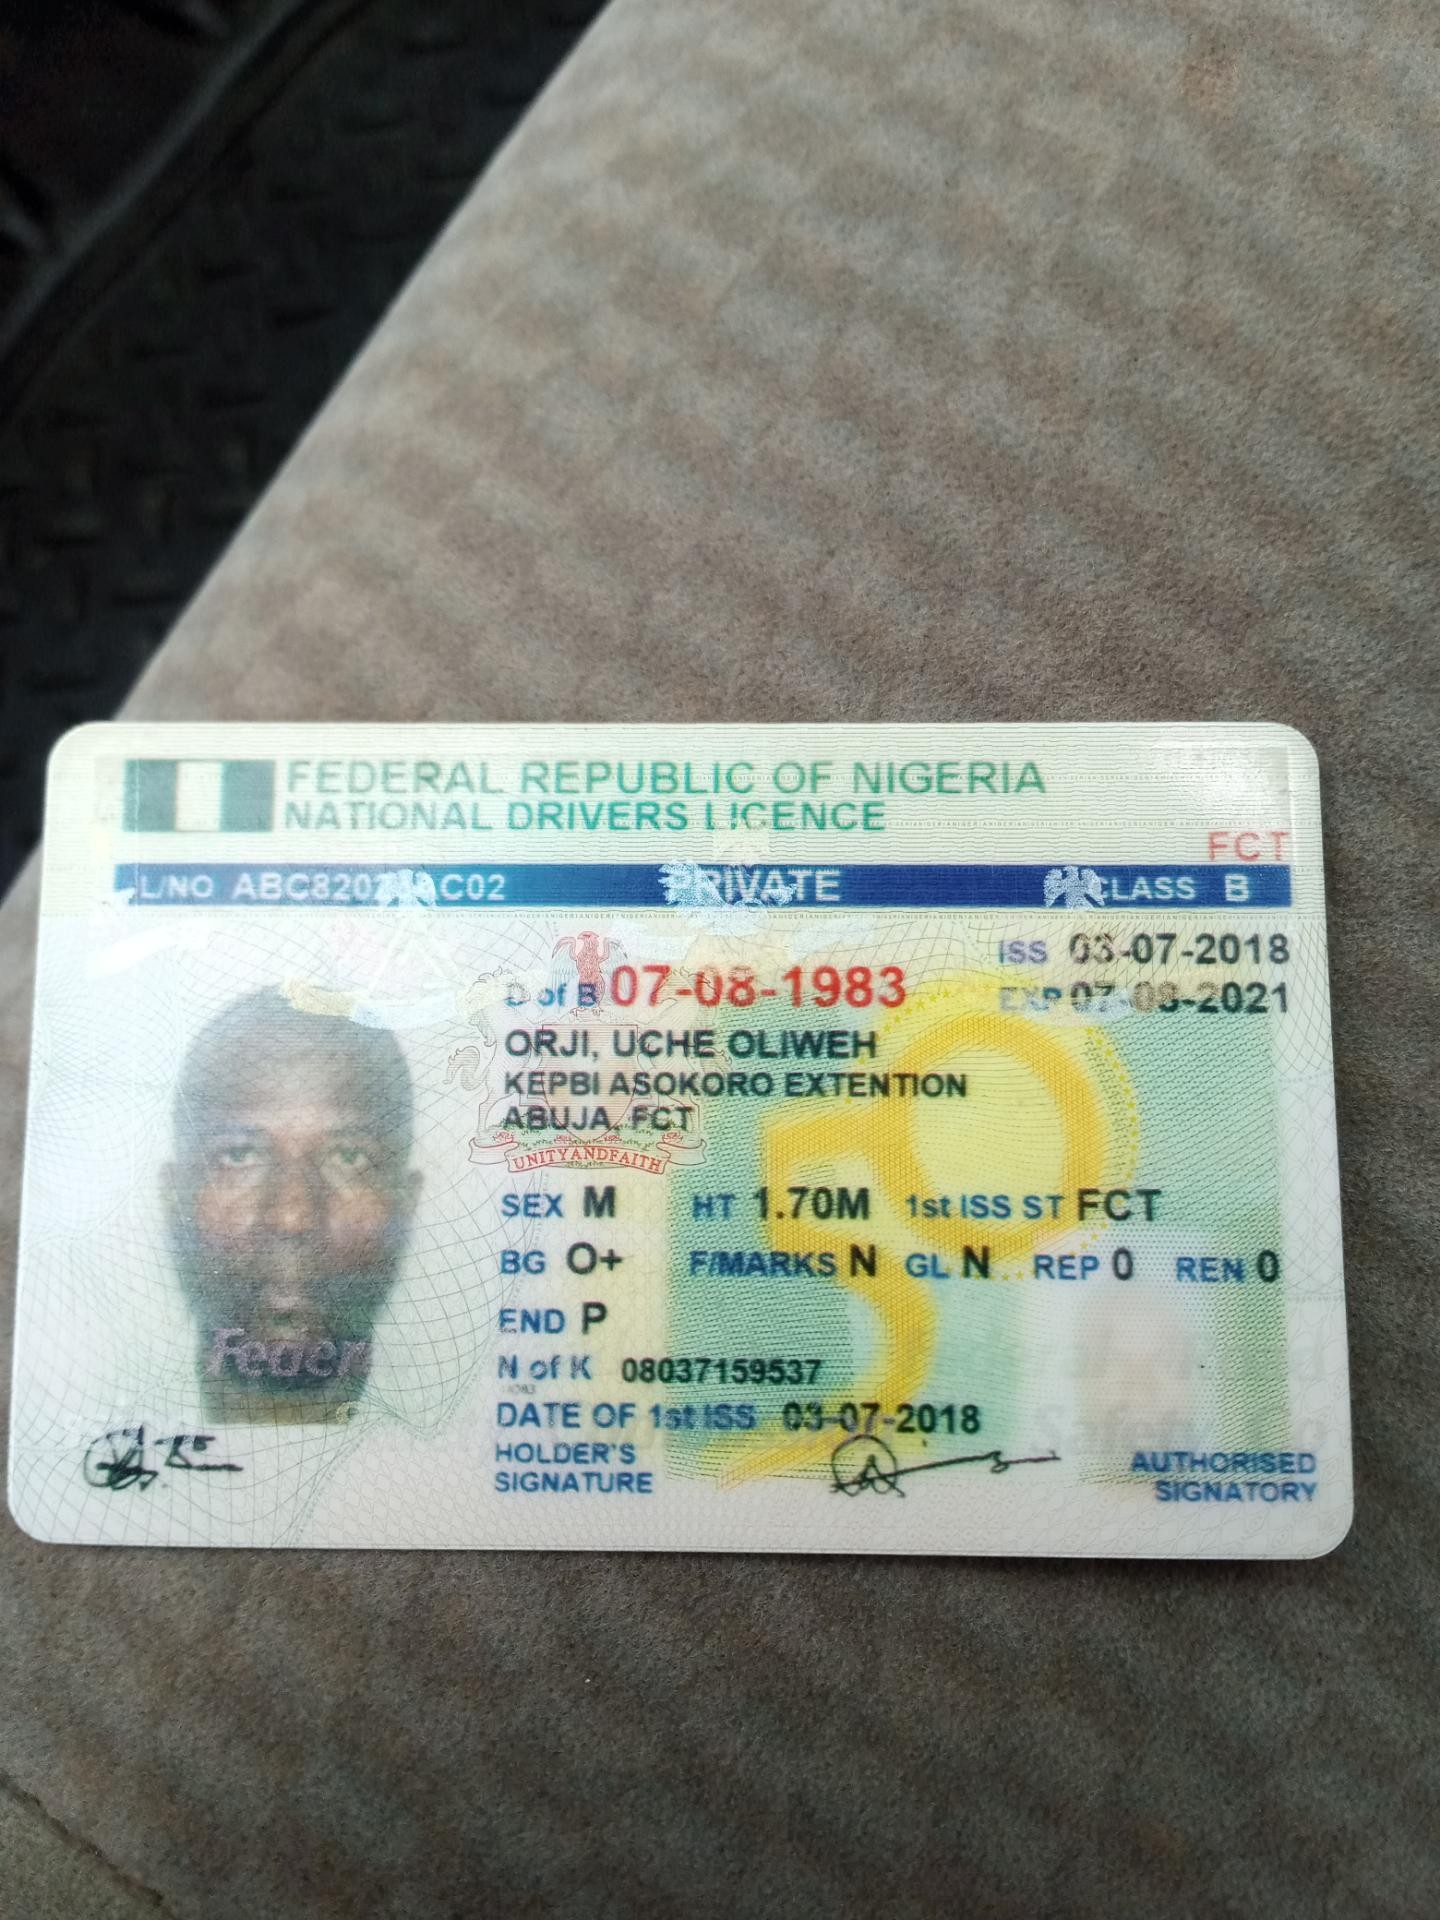 FEDERAL REPUBLIC OF NIGERIA
NATIONAL DRIVERS LICENCE
FCT
L/NO PRIVATE CLASS B
ISS 03-07-2018
D of B 07-08-1983
EXP 07-08-2021
ORJI, UCHE OLIWEH
KEPBI ASOKORO EXTENTION
ABUJA, FCT
UNITY AND FAITH
SEX M HT 1.70M 1st ISS ST FCT
BG O+ F/MARKS N GL N REP 0 REN 0
END P
Feder
N of K 08037159537
DATE OF 1st ISS 03-07-2018
HOLDER'S
SIGNATURE
AUTHORISED
SIGNATORY